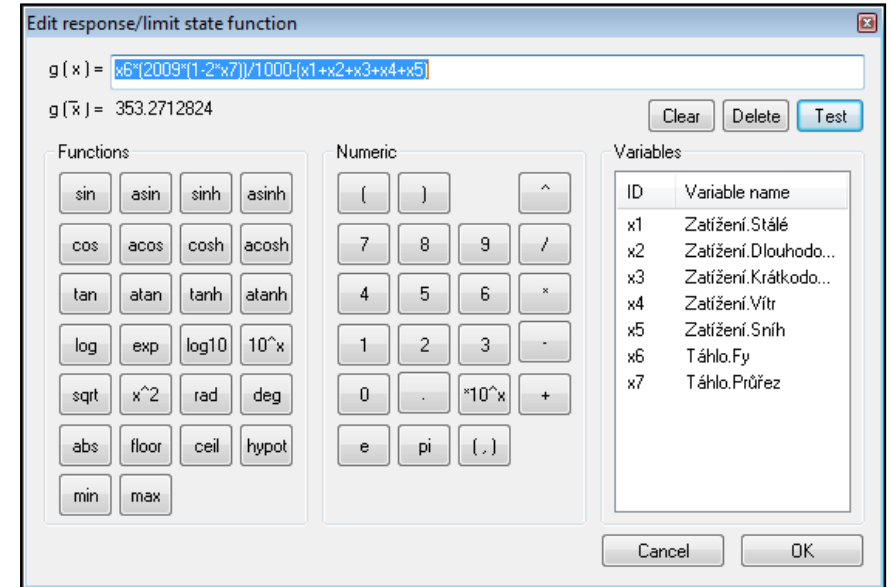 Edit response/limit state function
g ( x ) = x6*(2009*(1-2*x7))/1000-(x1+x2+x3+x4+x5)
g ( x̄ ) = 353.2712824
Clear Delete Test
Functions Numeric Variables
sin asin sinh asinh ( ) ^ ID Variable name
cos acos cosh acosh 7 8 9 / x1 Zatížení.Stálé
x2 Zatížení.Dlouhodo...
tan atan tanh atanh 4 5 6 * x3 Zatížení.Krátkodo...
x4 Zatížení.Vítr
log exp log10 10^x 1 2 3 - x5 Zatížení.Sníh
x6 Táhlo.Fy
sqrt x^2 rad deg 0 . *10^x + x7 Táhlo.Průřez
abs floor ceil hypot e pi ( , )
min max
Cancel OK